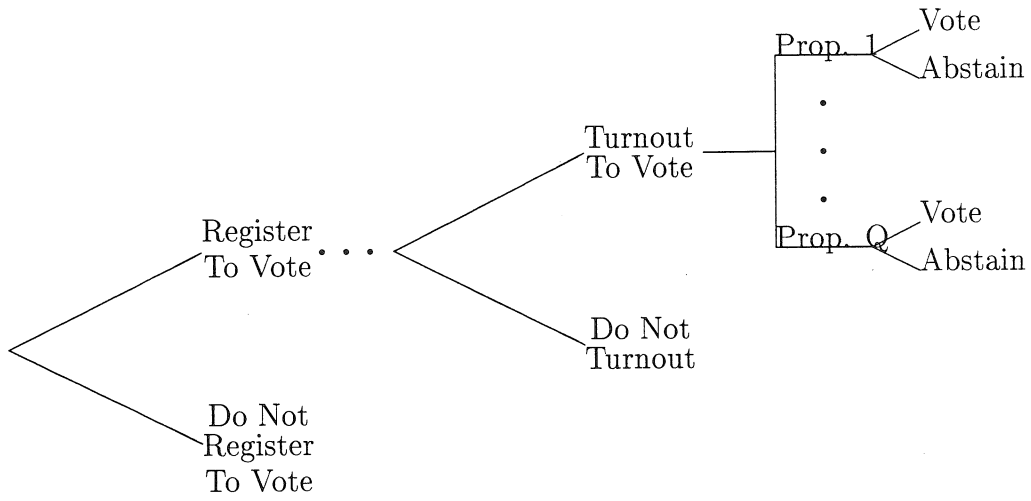 Vote
Prop. 1
Abstain
Turnout
To Vote
Vote
Prop. Q
Abstain
Register
To Vote
Do Not
Turnout
Do Not
Register
To Vote